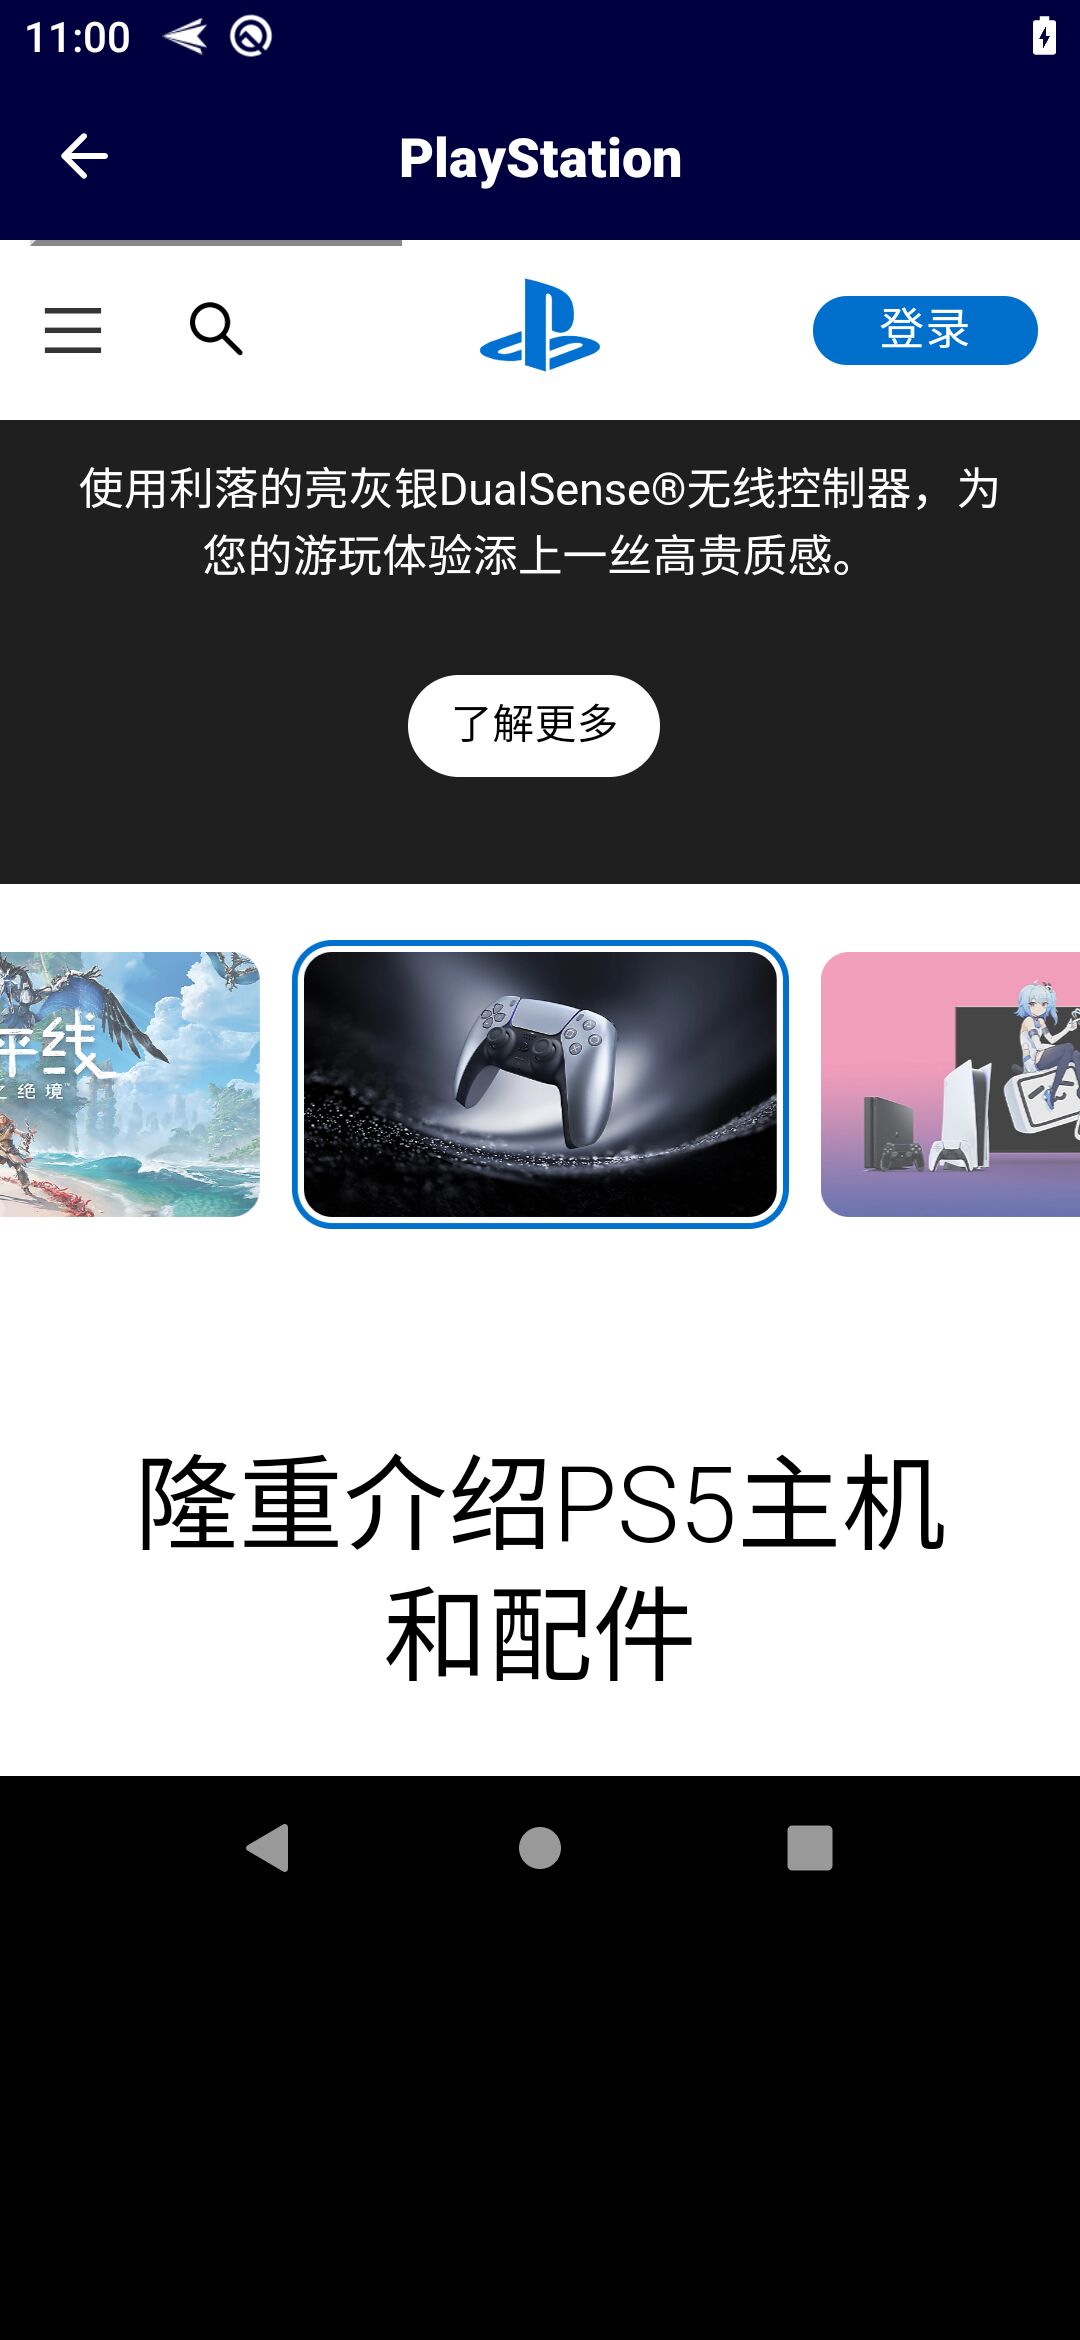 11:00
PlayStation
登录
使用利落的亮灰银DualSense®无线控制器，为
您的游玩体验添上一丝高贵质感。
了解更多
平线
之绝境™
隆重介绍PS5主机
和配件